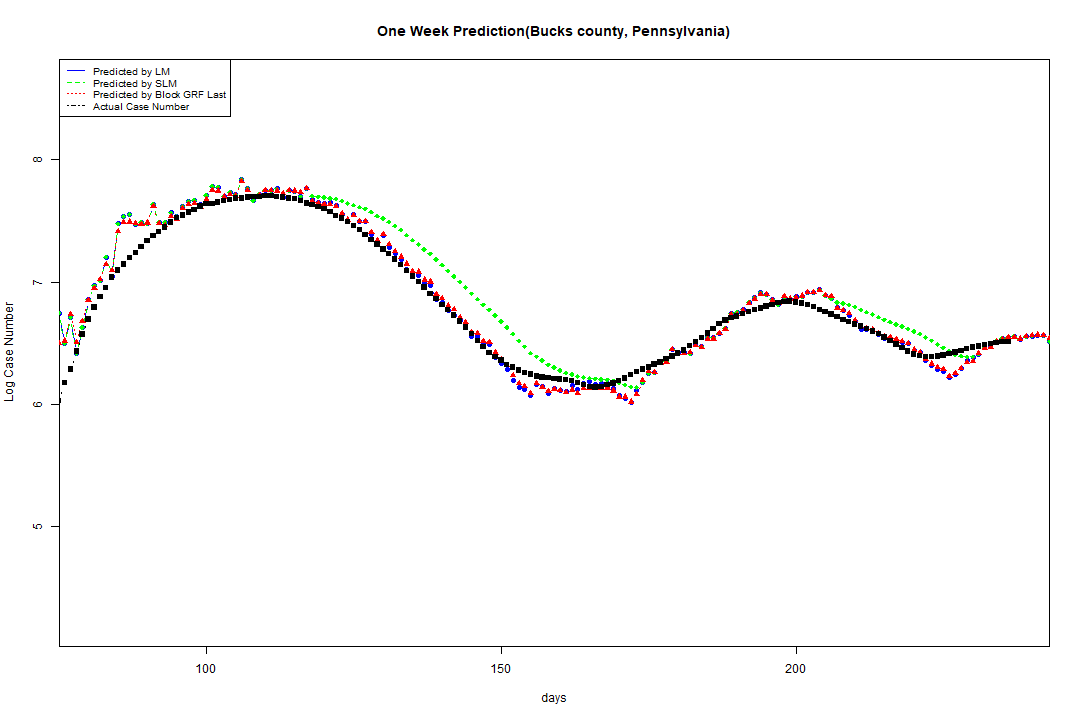 One Week Prediction(Bucks county, Pennsylvania)
Predicted by LM
Predicted by SLM
Predicted by Block GRF Last
Actual Case Number
8
7
6
5
Log Case Number
100
150
200
days